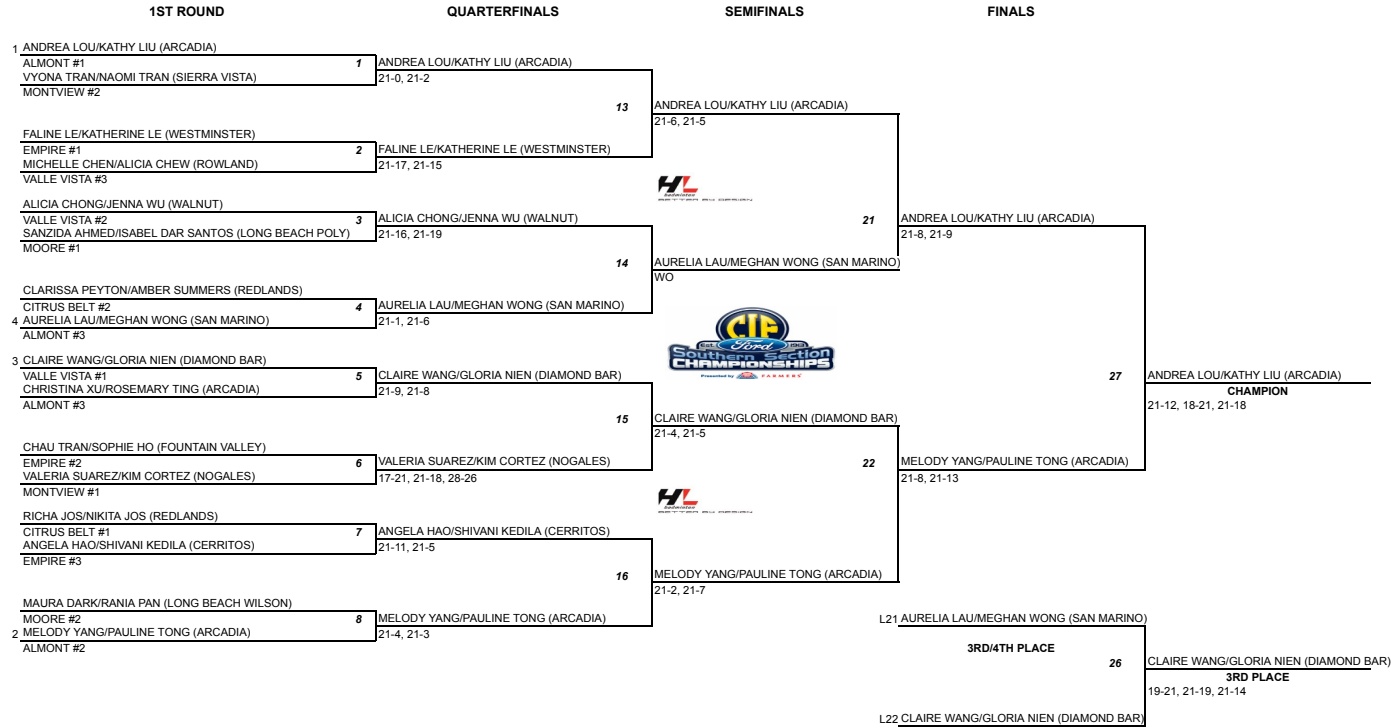 1ST ROUND
QUARTERFINALS
SEMIFINALS
FINALS
1 ANDREA LOU/KATHY LIU (ARCADIA)
ALMONT #1
1
VYONA TRAN/NAOMI TRAN (SIERRA VISTA)
MONTVIEW #2
FALINE LE/KATHERINE LE (WESTMINSTER)
EMPIRE #1
2
MICHELLE CHEN/ALICIA CHEW (ROWLAND)
VALLE VISTA #3
ALICIA CHONG/JENNA WU (WALNUT)
VALLE VISTA #2
3
SANZIDA AHMED/ISABEL DAR SANTOS (LONG BEACH POLY)
MOORE #1
CLARISSA PEYTON/AMBER SUMMERS (REDLANDS)
CITRUS BELT #2
4
4 AURELIA LAU/MEGHAN WONG (SAN MARINO)
ALMONT #3
3 CLAIRE WANG/GLORIA NIEN (DIAMOND BAR)
VALLE VISTA #1
5
CHRISTINA XU/ROSEMARY TING (ARCADIA)
ALMONT #3
CHAU TRAN/SOPHIE HO (FOUNTAIN VALLEY)
EMPIRE #2
6
VALERIA SUAREZ/KIM CORTEZ (NOGALES)
MONTVIEW #1
RICHA JOS/NIKITA JOS (REDLANDS)
CITRUS BELT #1
7
ANGELA HAO/SHIVANI KEDILA (CERRITOS)
EMPIRE #3
MAURA DARK/RANIA PAN (LONG BEACH WILSON)
MOORE #2
8
2 MELODY YANG/PAULINE TONG (ARCADIA)
ALMONT #2
ANDREA LOU/KATHY LIU (ARCADIA)
21-0, 21-2
13
FALINE LE/KATHERINE LE (WESTMINSTER)
21-17, 21-15
ALICIA CHONG/JENNA WU (WALNUT)
21-16, 21-19
14
AURELIA LAU/MEGHAN WONG (SAN MARINO)
21-1, 21-6
CLAIRE WANG/GLORIA NIEN (DIAMOND BAR)
21-9, 21-8
15
VALERIA SUAREZ/KIM CORTEZ (NOGALES)
17-21, 21-18, 28-26
ANGELA HAO/SHIVANI KEDILA (CERRITOS)
21-11, 21-5
16
MELODY YANG/PAULINE TONG (ARCADIA)
21-4, 21-3
ANDREA LOU/KATHY LIU (ARCADIA)
21-6, 21-5
HL
badminton
BETTER BY DESIGN
21
AURELIA LAU/MEGHAN WONG (SAN MARINO)
WO
CIF
Est. 1913
Ford
Southern Section
CHAMPIONSHIPS
Presented by FARMERS
CLAIRE WANG/GLORIA NIEN (DIAMOND BAR)
21-4, 21-5
22
HL
badminton
BETTER BY DESIGN
MELODY YANG/PAULINE TONG (ARCADIA)
21-2, 21-7
ANDREA LOU/KATHY LIU (ARCADIA)
21-8, 21-9
27
MELODY YANG/PAULINE TONG (ARCADIA)
21-8, 21-13
ANDREA LOU/KATHY LIU (ARCADIA)
CHAMPION
21-12, 18-21, 21-18
L21 AURELIA LAU/MEGHAN WONG (SAN MARINO)
3RD/4TH PLACE
26
L22 CLAIRE WANG/GLORIA NIEN (DIAMOND BAR)
CLAIRE WANG/GLORIA NIEN (DIAMOND BAR)
3RD PLACE
19-21, 21-19, 21-14